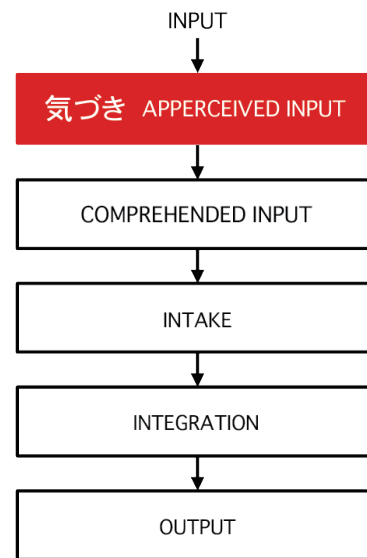 INPUT
気づき APPERCEIVED INPUT
COMPREHENDED INPUT
INTAKE
INTEGRATION
OUTPUT